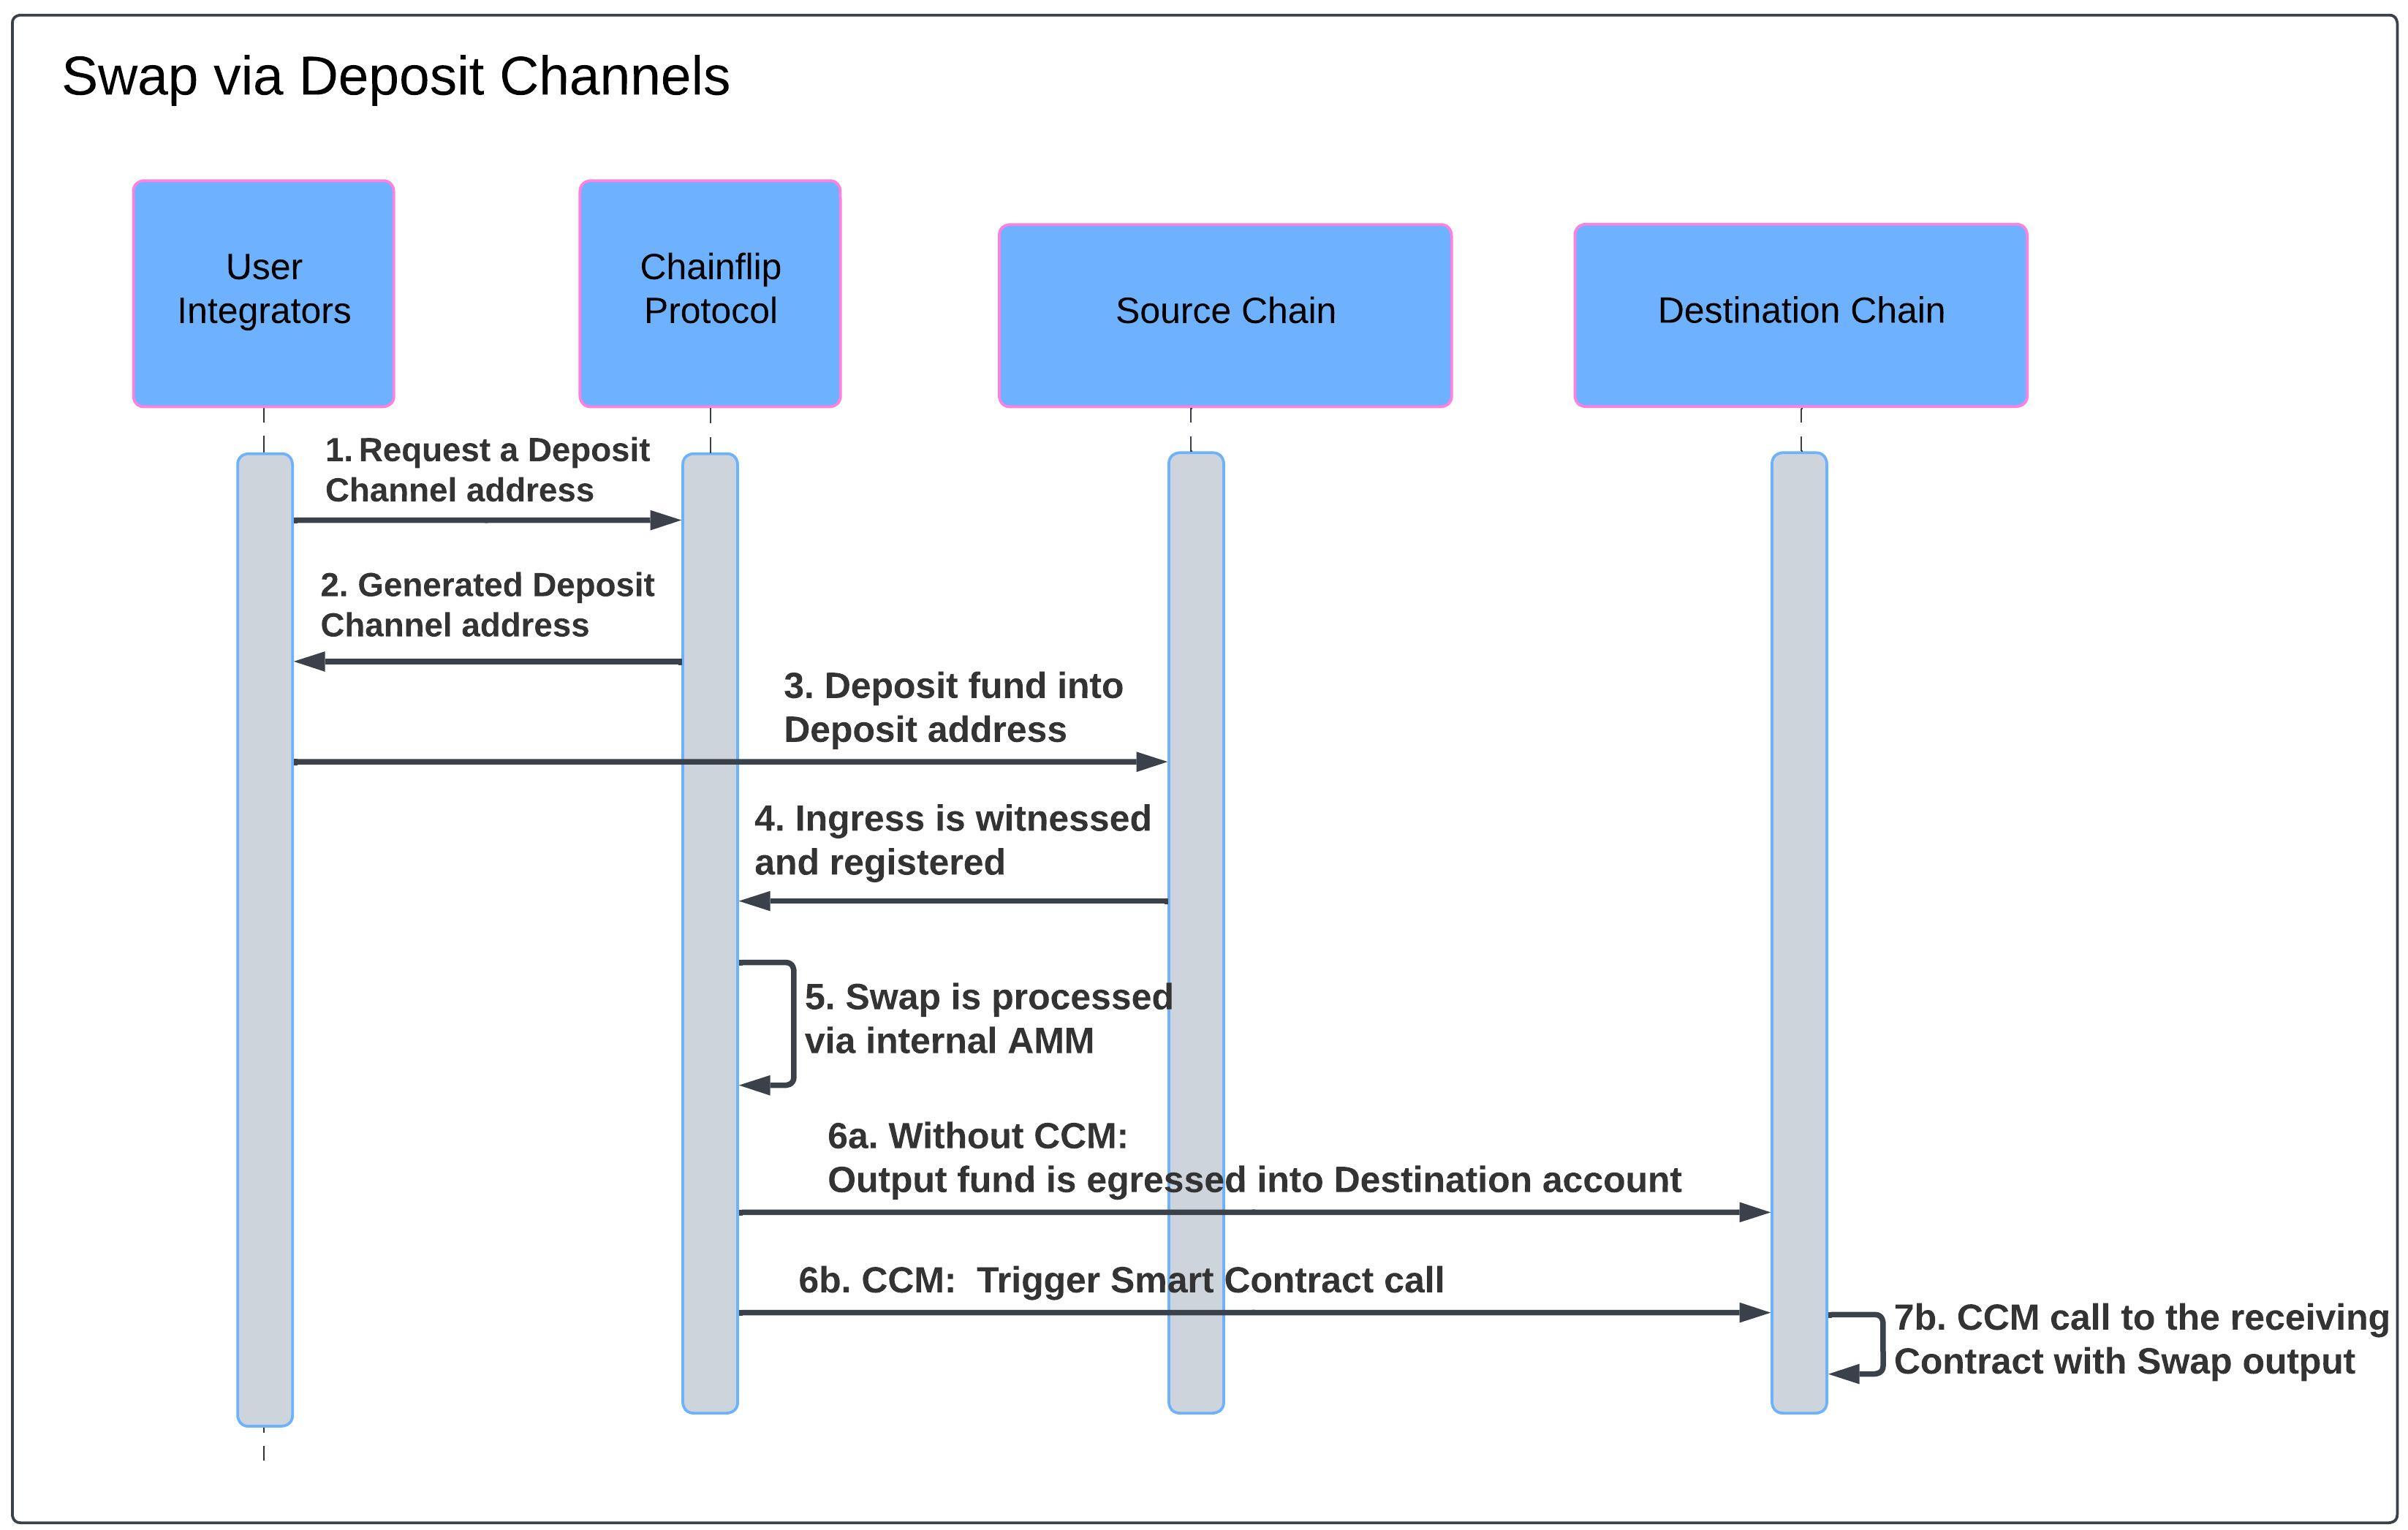 Swap via Deposit Channels
User
Integrators
Chainflip
Protocol
Source Chain
Destination Chain
1. Request a Deposit
Channel address
2. Generated Deposit
Channel address
3. Deposit fund into
Deposit address
4. Ingress is witnessed
and registered
5. Swap is processed
via internal AMM
6a. Without CCM:
Output fund is egressed into Destination account
6b. CCM:  Trigger Smart Contract call
7b. CCM call to the receiving
Contract with Swap output